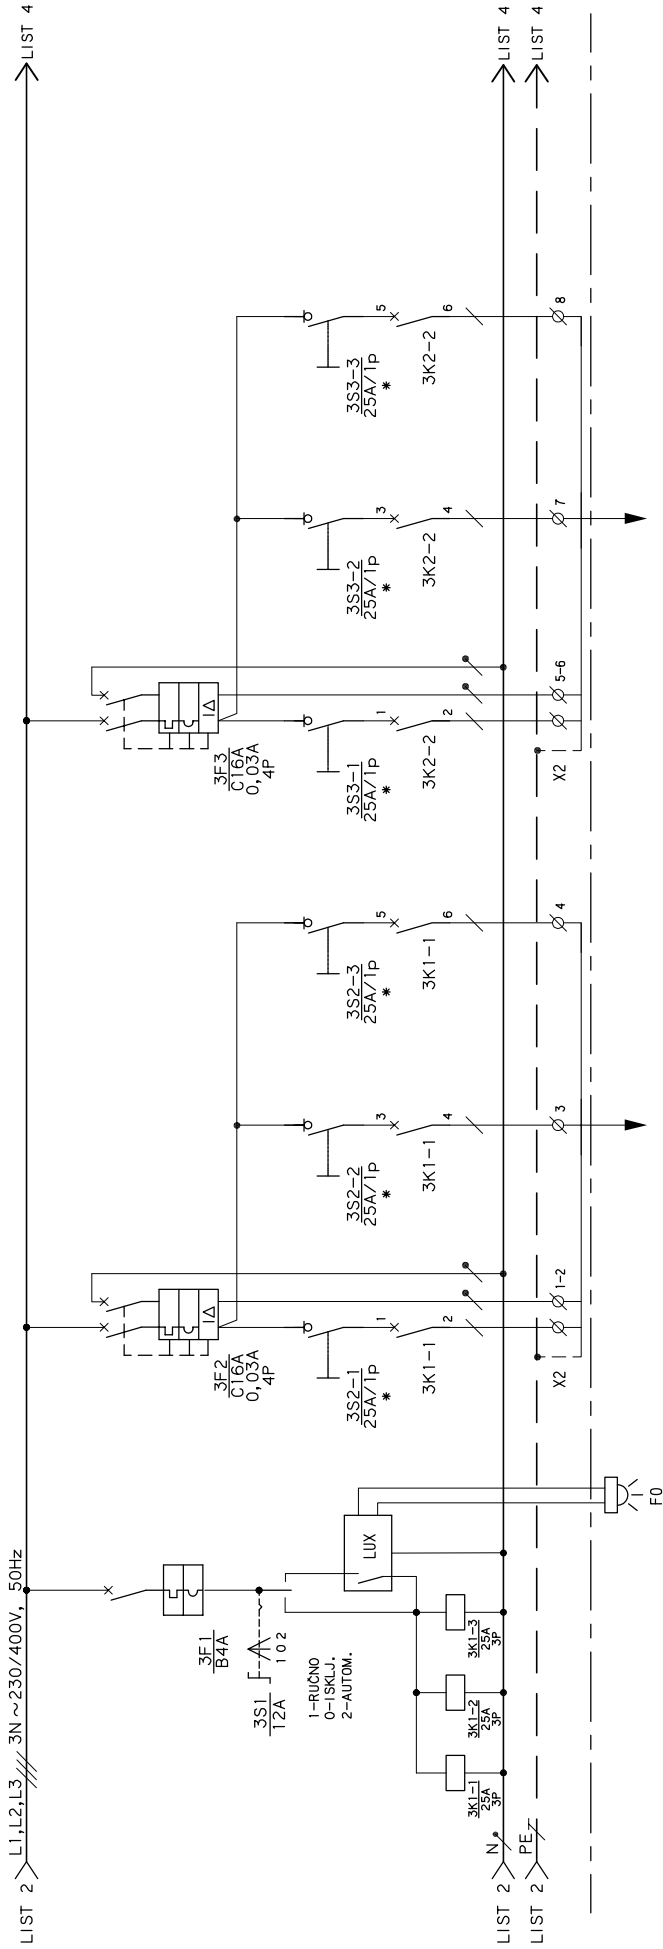 LIST 2
L1,L2,L3 3N~230/400V, 50Hz
LIST 4
3F1
B4A
3S1
12A
1 0 2
1-RUČNO
0-ISKLJ.
2-AUTOM.
LUX
3K1-1
25A
3P
3K1-2
25A
3P
3K1-3
25A
3P
F0
3F2
C16A
0,03A
4P
I∆
3S2-1
25A/1p
*
1
2
3K1-1
3S2-2
25A/1p
*
3
4
3K1-1
3S2-3
25A/1p
*
5
6
3K1-1
X2
1-2
3
4
3F3
C16A
0,03A
4P
I∆
3S3-1
25A/1p
*
1
2
3K2-2
3S3-2
25A/1p
*
3
4
3K2-2
3S3-3
25A/1p
*
5
6
3K2-2
X2
5-6
7
8
LIST 2
N
LIST 4
LIST 2
PE
LIST 4